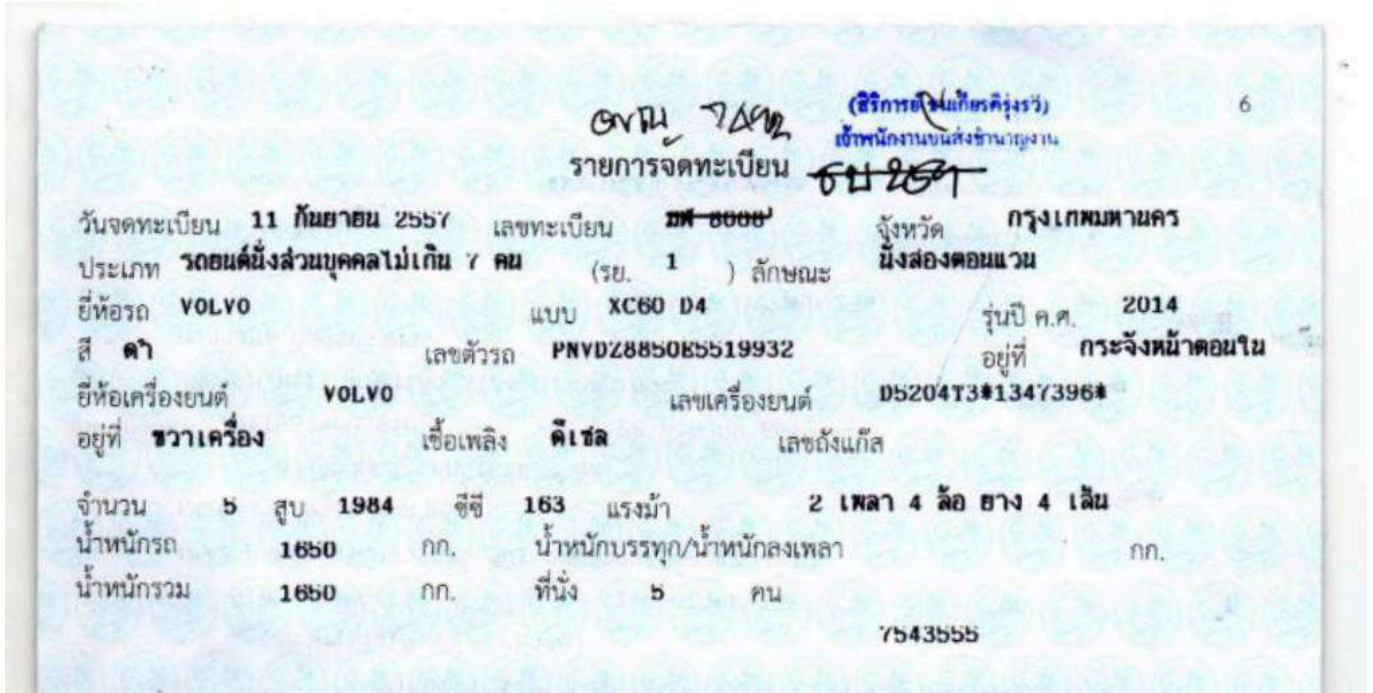 (สิริการย์ ขนเกียรติรุ่งรวี) 6
เจ้าพนักงานขนส่งชำนาญงาน
รายการจดทะเบียน
วันจดทะเบียน 11 กันยายน 2557 เลขทะเบียน จังหวัด กรุงเทพมหานคร
ประเภท รถยนต์นั่งส่วนบุคคลไม่เกิน 7 คน (รย. 1 ) ลักษณะ นั่งสองตอนแวน
ยี่ห้อรถ VOLVO แบบ XC60 D4 รุ่นปี ค.ศ. 2014
สี ดำ เลขตัวรถ PNVDZ8850E5519932 อยู่ที่ กระจังหน้าตอนใน
ยี่ห้อเครื่องยนต์ VOLVO เลขเครื่องยนต์ D5204T3*1347396*
อยู่ที่ ขวาเครื่อง เชื้อเพลิง ดีเซล เลขถังแก๊ส
จำนวน 5 สูบ 1984 ซีซี 163 แรงม้า 2 เพลา 4 ล้อ ยาง 4 เส้น
น้ำหนักรถ 1650 กก. น้ำหนักบรรทุก/น้ำหนักลงเพลา กก.
น้ำหนักรวม 1650 กก. ที่นั่ง 5 คน
7543555